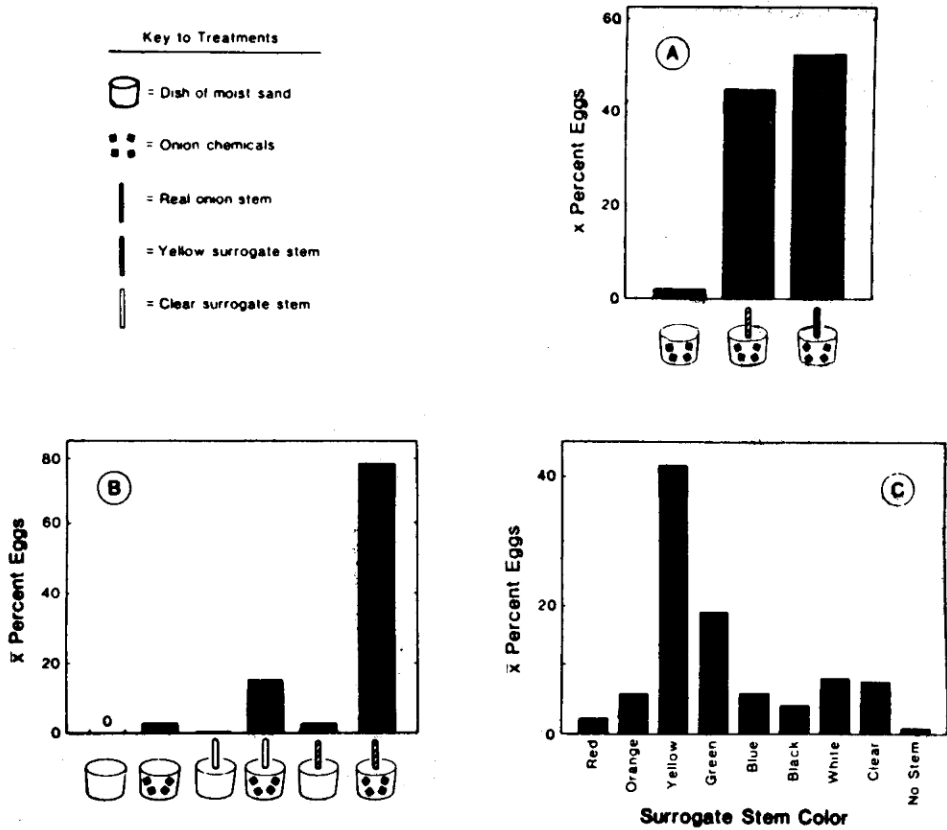 Key to Treatments
= Dish of moist sand
= Onion chemicals
= Real onion stem
= Yellow surrogate stem
= Clear surrogate stem
A
x Percent Eggs
60
40
20
0
B
x̄ Percent Eggs
80
60
40
20
0
0
C
x̄ Percent Eggs
40
20
0
Red
Orange
Yellow
Green
Blue
Black
White
Clear
No Stem
Surrogate Stem Color